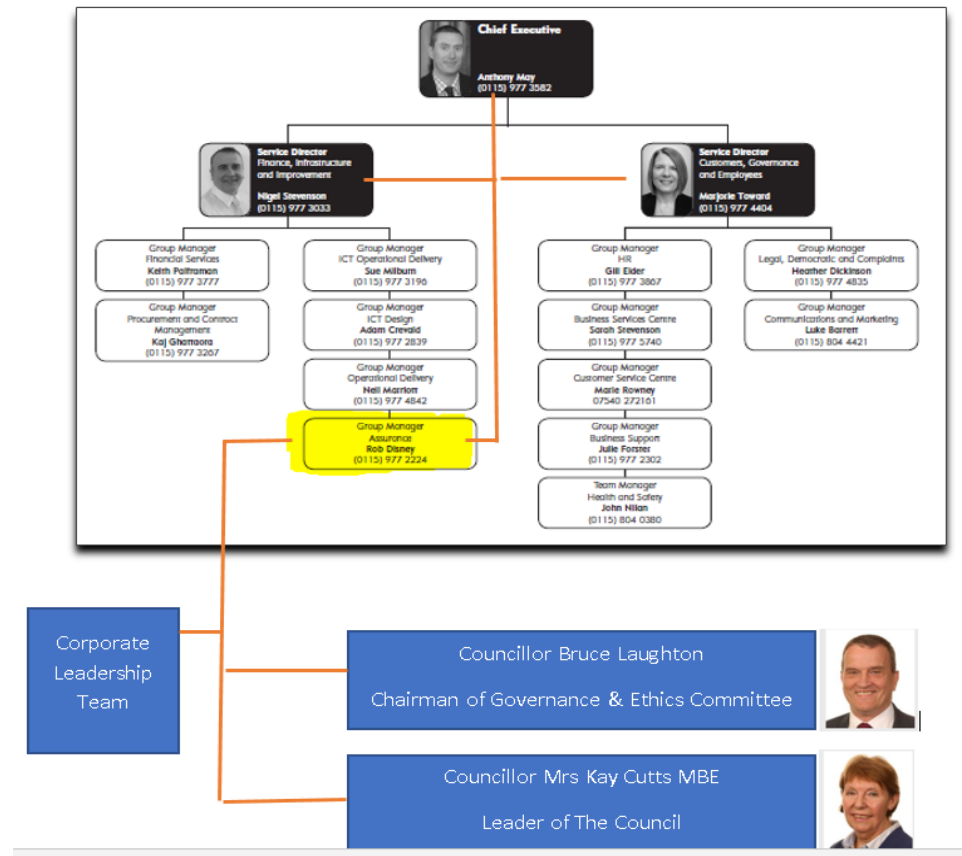 Chief Executive
Anthony May
(0115) 977 3582
Service Director
Finance, Infrastructure
and Improvement
Nigel Stevenson
(0115) 977 3033
Service Director
Customers, Governance
and Employees
Marjorie Toward
(0115) 977 4404
Group Manager
Financial Services
Keith Palframan
(0115) 977 3777
Group Manager
Procurement and Contract
Management
Kaj Ghattaora
(0115) 977 3267
Group Manager
ICT Operational Delivery
Sue Milburn
(0115) 977 3196
Group Manager
ICT Design
Adam Crevald
(0115) 977 2839
Group Manager
Operational Delivery
Neil Marriott
(0115) 977 4842
Group Manager
Assurance
Rob Disney
(0115) 977 2224
Group Manager
HR
Gill Elder
(0115) 977 3867
Group Manager
Business Services Centre
Sarah Stevenson
(0115) 977 5740
Group Manager
Customer Service Centre
Marie Rowney
07540 272161
Group Manager
Business Support
Julie Forster
(0115) 977 2302
Team Manager
Health and Safety
John Nilan
(0115) 804 0380
Group Manager
Legal, Democratic and Complaints
Heather Dickinson
(0115) 977 4835
Group Manager
Communications and Marketing
Luke Barrett
(0115) 804 4421
Corporate
Leadership
Team
Councillor Bruce Laughton
Chairman of Governance & Ethics Committee
Councillor Mrs Kay Cutts MBE
Leader of The Council